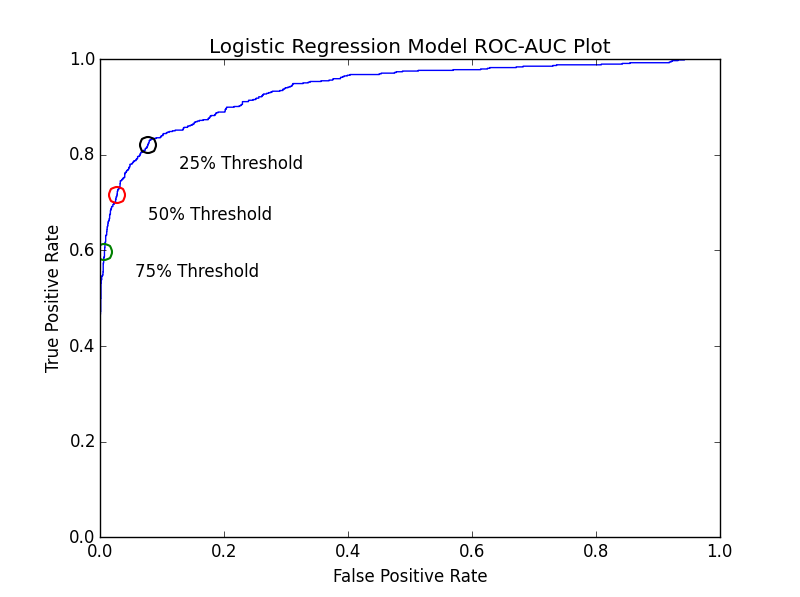 Logistic Regression Model ROC-AUC Plot
1.0
0.8
0.6
0.4
0.2
0.0
True Positive Rate
25% Threshold
50% Threshold
75% Threshold
0.0 0.2 0.4 0.6 0.8 1.0
False Positive Rate